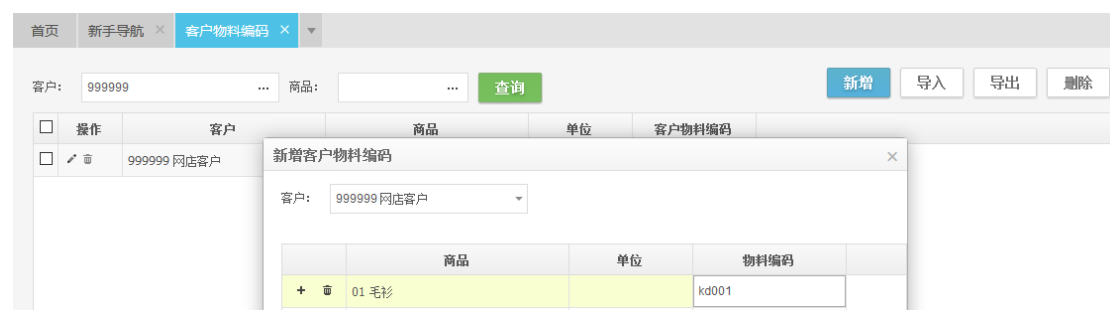 首页 新手导航 × 客户物料编码 ×
客户: 999999 ... 商品: ... 查询 新增 导入 导出 删除
操作 客户 商品 单位 客户物料编码
999999 网店客户
新增客户物料编码 ×
客户: 999999 网店客户
商品 单位 物料编码
+ 01 毛衫 kd001